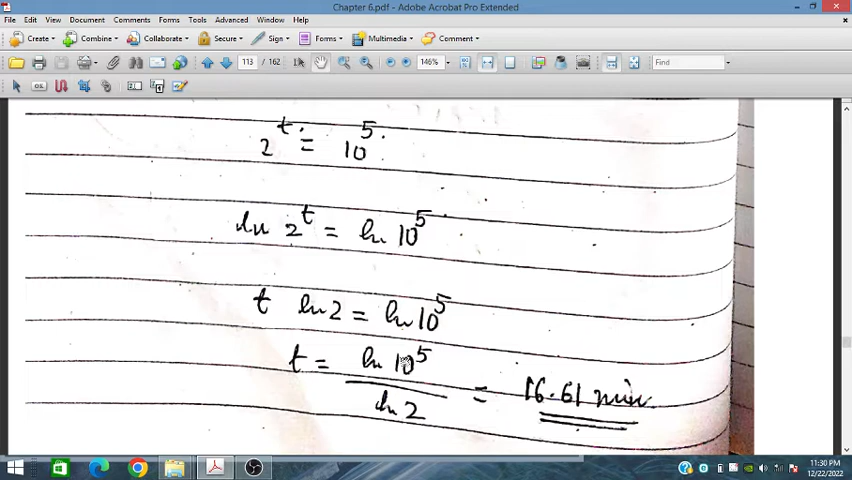 Chapter 6.pdf - Adobe Acrobat Pro Extended
File Edit View Document Comments Forms Tools Advanced Window Help
Create Combine Collaborate Secure Sign Forms Multimedia Comment
113 / 162 146% Find
2^t = 10^5
ln 2^t = ln 10^5
t ln 2 = ln 10^5
t = ln 10^5 / ln 2 = 16.61 min.
11:30 PM
12/22/2022